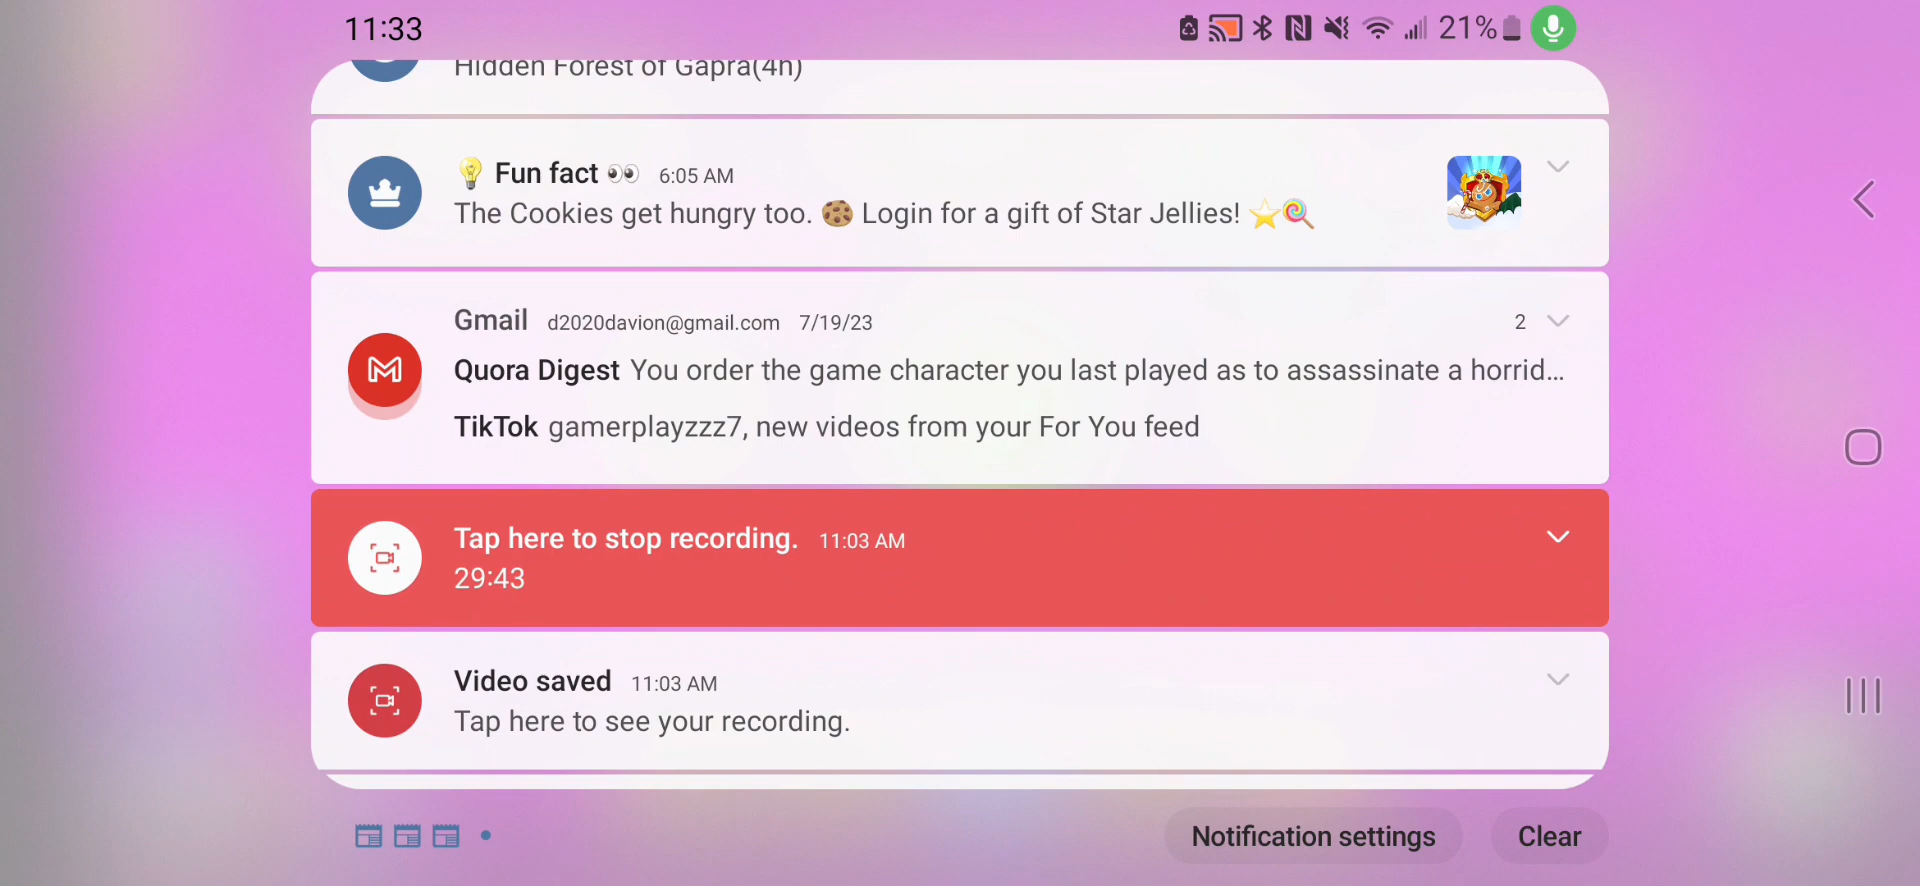 11:33 21%
Hidden Forest of Gapra(4h)
💡 Fun fact 👀 6:05 AM
The Cookies get hungry too. 🍪 Login for a gift of Star Jellies! ⭐🍭
Gmail d2020davion@gmail.com 7/19/23 2
Quora Digest You order the game character you last played as to assassinate a horrid...
TikTok gamerplayzzz7, new videos from your For You feed
Tap here to stop recording. 11:03 AM
29:43
Video saved 11:03 AM
Tap here to see your recording.
Notification settings Clear